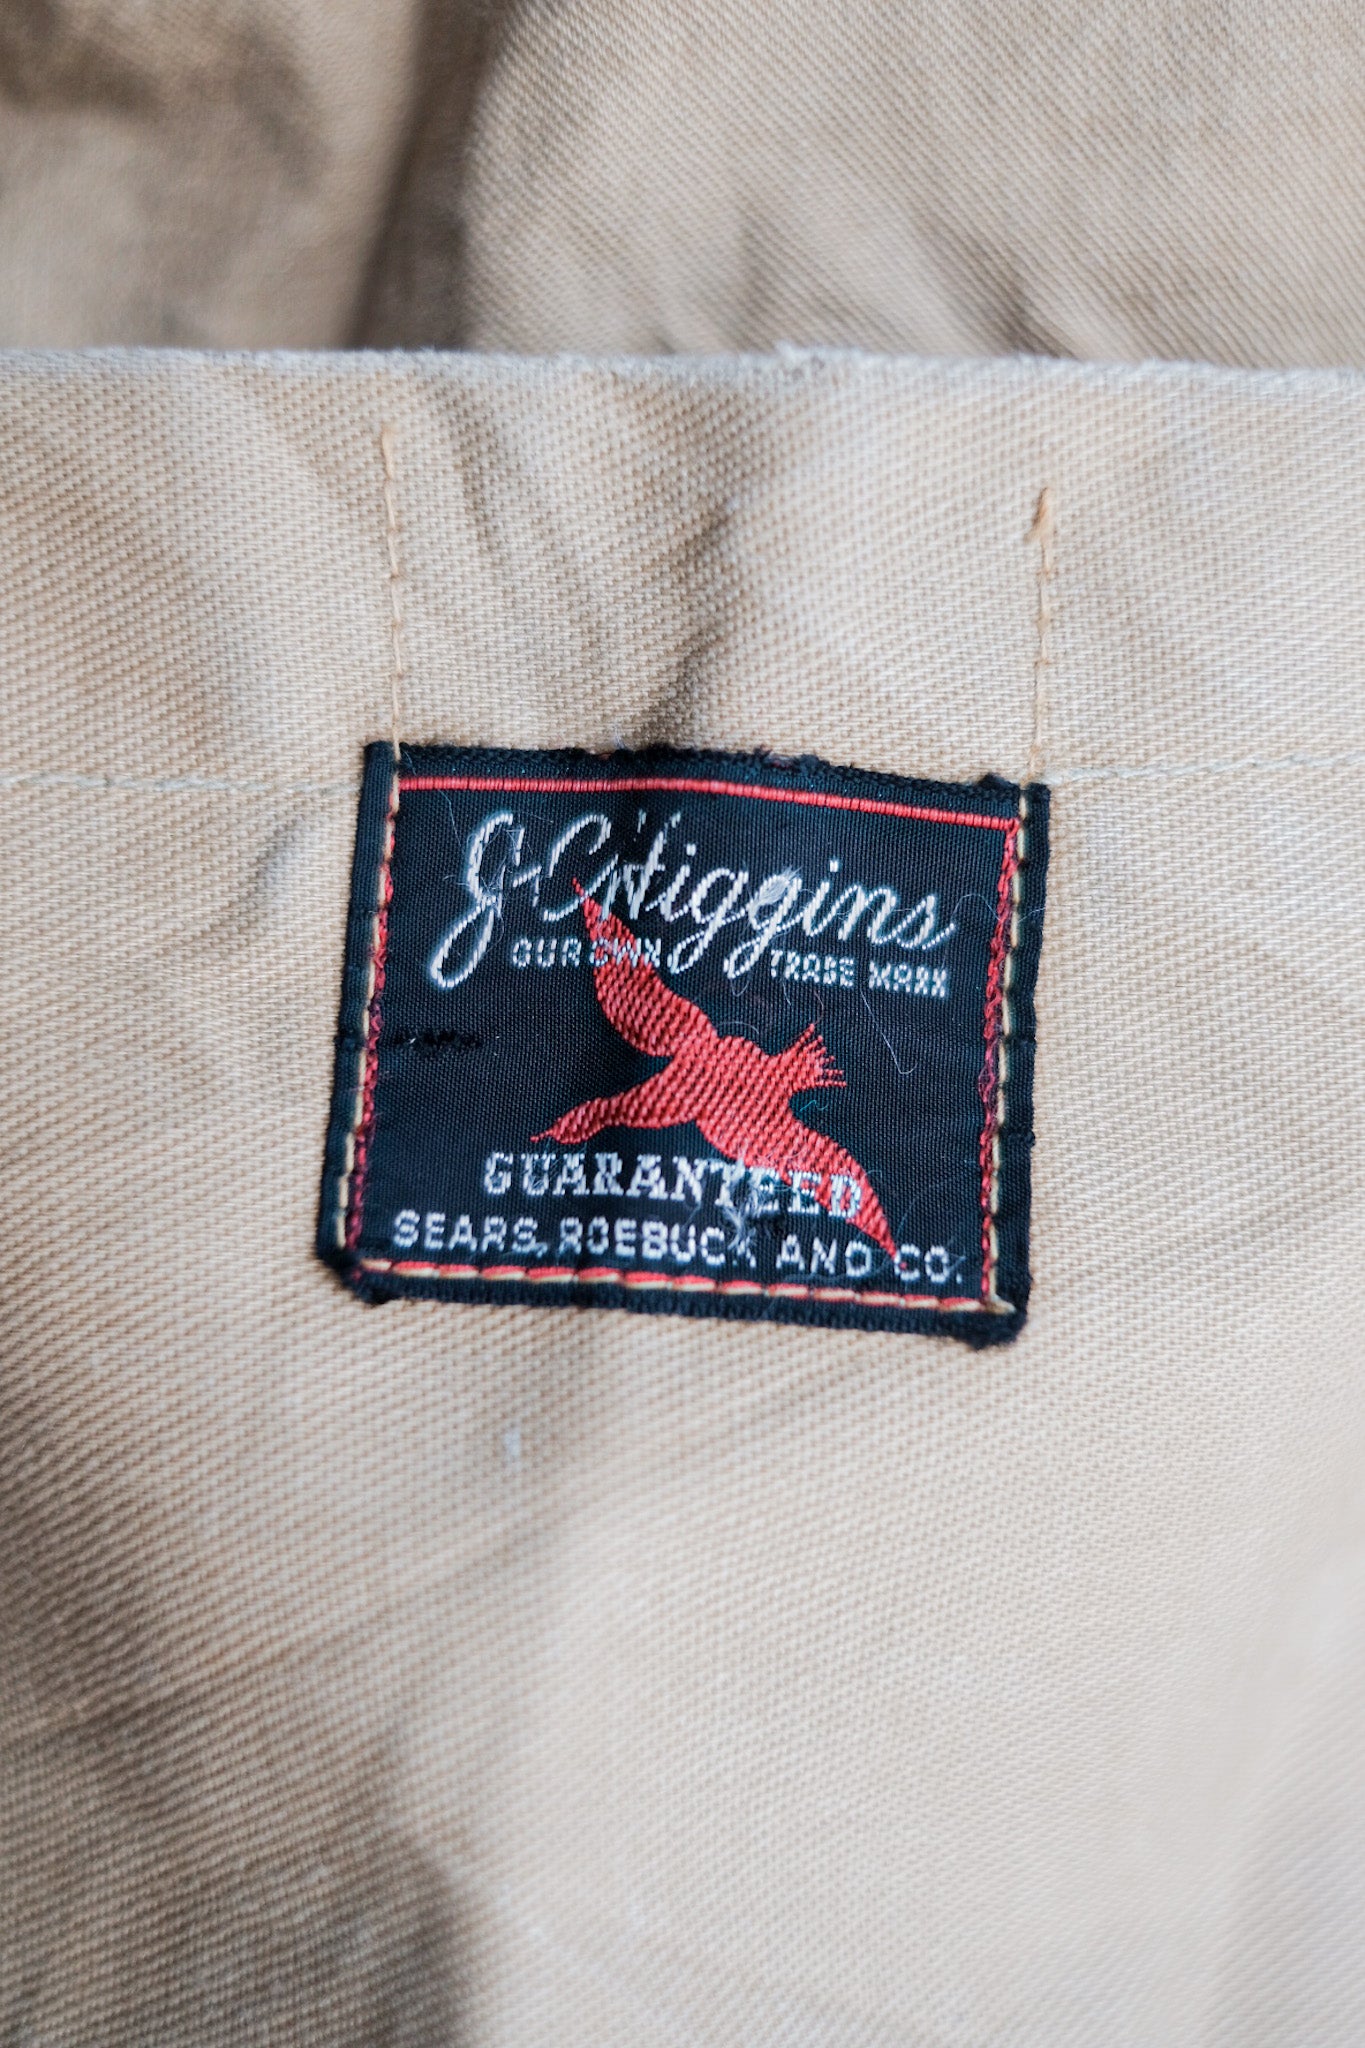 J.C. Higgins
OUR OWN TRADE MARK
GUARANTEED
SEARS, ROEBUCK AND CO.